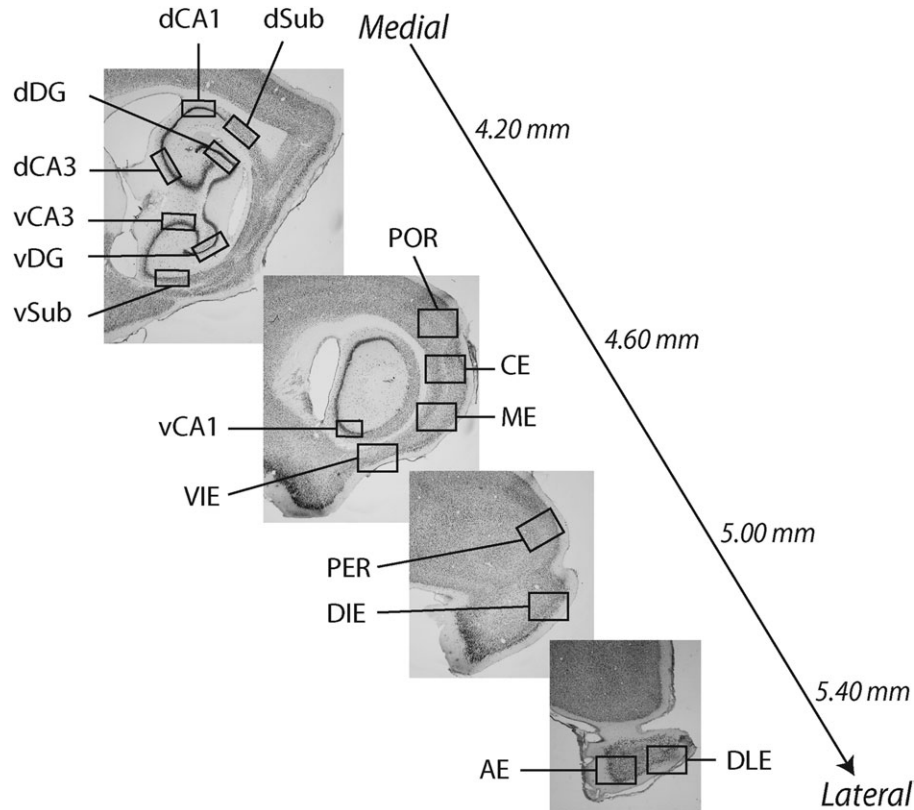 dCA1
dSub
Medial
dDG
4.20 mm
dCA3
vCA3
vDG
POR
vSub
4.60 mm
CE
vCA1
ME
VIE
5.00 mm
PER
DIE
5.40 mm
AE
DLE
Lateral